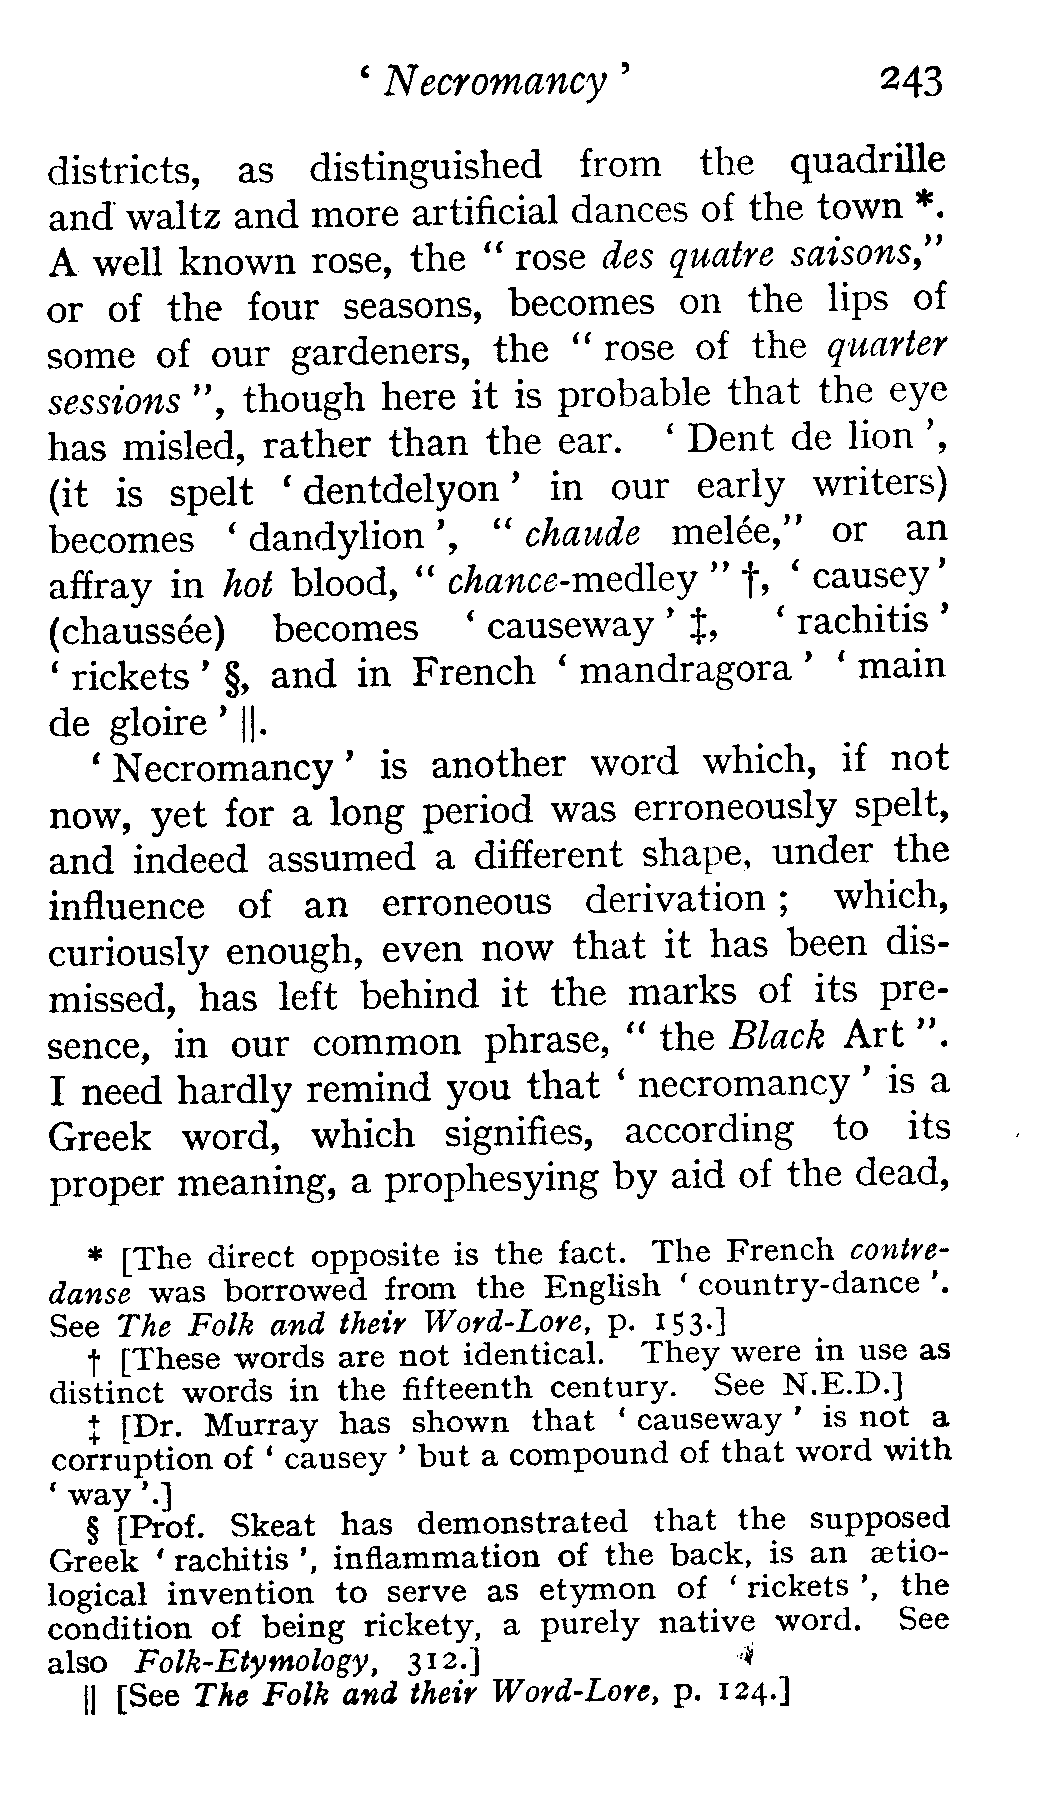 ‘ Necromancy ’ 243
districts, as distinguished from the quadrille
and waltz and more artificial dances of the town *.
A well known rose, the “ rose des quatre saisons,”
or of the four seasons, becomes on the lips of
some of our gardeners, the “ rose of the quarter
sessions ”, though here it is probable that the eye
has misled, rather than the ear. ‘ Dent de lion ’,
(it is spelt ‘ dentdelyon ’ in our early writers)
becomes ‘ dandylion ’, “ chaude melée,” or an
affray in hot blood, “ chance-medley ” †, ‘ causey ’
(chaussée) becomes ‘ causeway ’ ‡, ‘ rachitis ’
‘ rickets ’ §, and in French ‘ mandragora ’ ‘ main
de gloire ’ ||.
‘ Necromancy ’ is another word which, if not
now, yet for a long period was erroneously spelt,
and indeed assumed a different shape, under the
influence of an erroneous derivation ; which,
curiously enough, even now that it has been dis-
missed, has left behind it the marks of its pre-
sence, in our common phrase, “ the Black Art ”.
I need hardly remind you that ‘ necromancy ’ is a
Greek word, which signifies, according to its
proper meaning, a prophesying by aid of the dead,
* [The direct opposite is the fact. The French contre-
danse was borrowed from the English ‘ country-dance ’.
See The Folk and their Word-Lore, p. 153.]
† [These words are not identical. They were in use as
distinct words in the fifteenth century. See N.E.D.]
‡ [Dr. Murray has shown that ‘ causeway ’ is not a
corruption of ‘ causey ’ but a compound of that word with
‘ way ’.]
§ [Prof. Skeat has demonstrated that the supposed
Greek ‘ rachitis ’, inflammation of the back, is an ætio-
logical invention to serve as etymon of ‘ rickets ’, the
condition of being rickety, a purely native word. See
also Folk-Etymology, 312.]
|| [See The Folk and their Word-Lore, p. 124.]